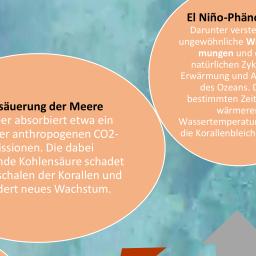 El Niño-Phän
Darunter verste
ungewöhnliche W
mungen und
natürlichen Zyk
Erwärmung und A
des Ozeans. D
bestimmten Zeit
wärmere
Wassertemperatu
die Korallenbleich
säuerung der Meere
er absorbiert etwa ein
er anthropogenen CO2-
issionen. Die dabei
nde Kohlensäure schadet
schalen der Korallen und
dert neues Wachstum.